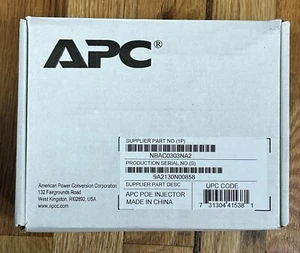 APC®
SUPPLIER PART NO (1P)
NBAC0303NA2
PRODUCTION SERIAL NO (S)
9A2130N00858
SUPPLIER PART DESC
UPC CODE
APC POE INJECTOR
MADE IN CHINA
7 31304 41538 1
American Power Conversion Corporation
132 Fairgrounds Road
West Kingston, RI02892, USA
www.apc.com